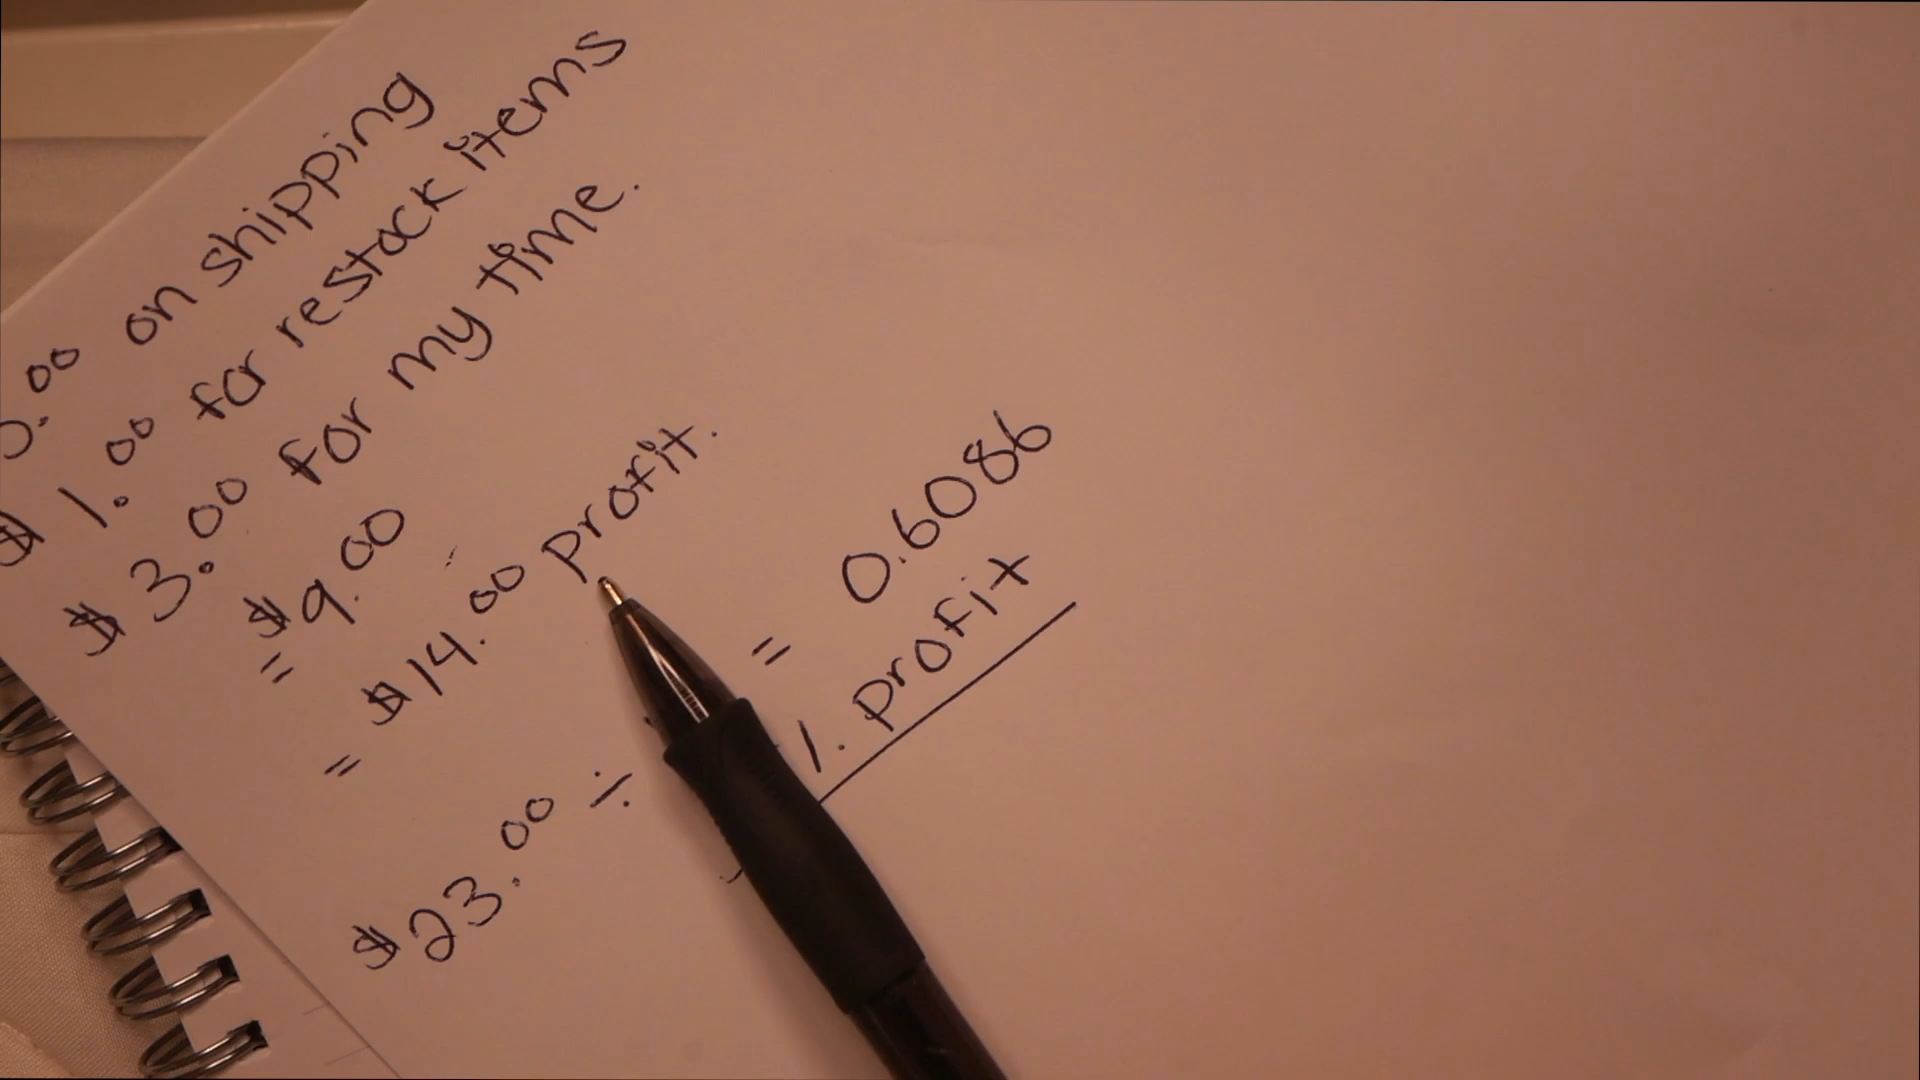 .00 on shipping
$1.00 for restock items
$3.00 for my time.
= $9.00
= $14.00 profit.
$23.00 ÷ = 0.6086
%. profit